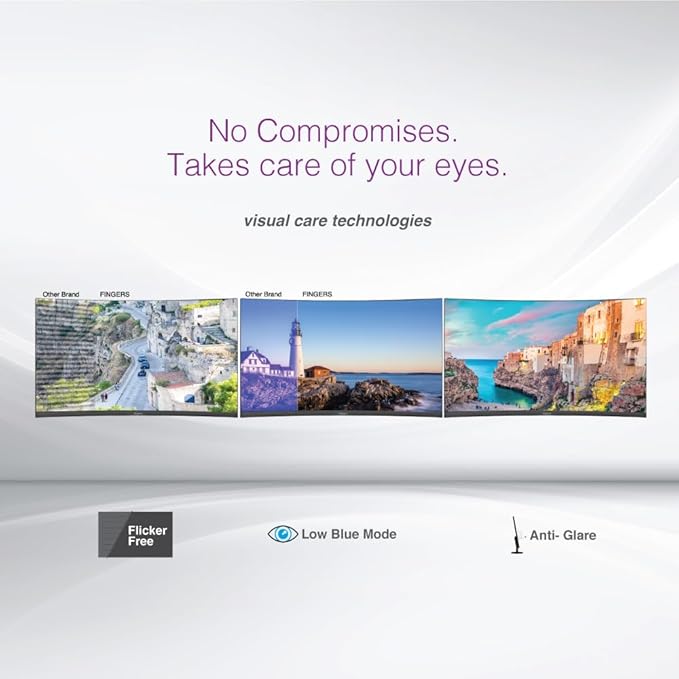 No Compromises.
Takes care of your eyes.
visual care technologies
Other Brand FINGERS
Other Brand FINGERS
Flicker
Free
Low Blue Mode
Anti- Glare